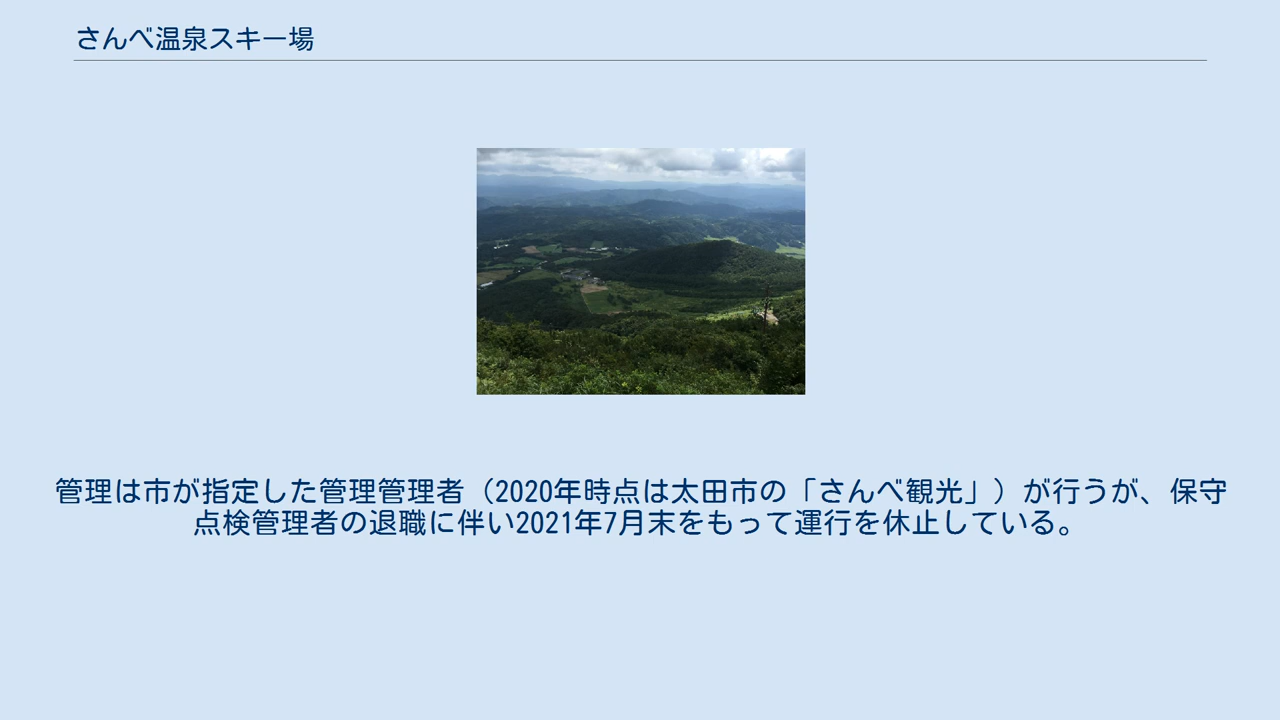 さんべ温泉スキー場
管理は市が指定した管理管理者（2020年時点は太田市の「さんべ観光」）が行うが、保守
点検管理者の退職に伴い2021年7月末をもって運行を休止している。